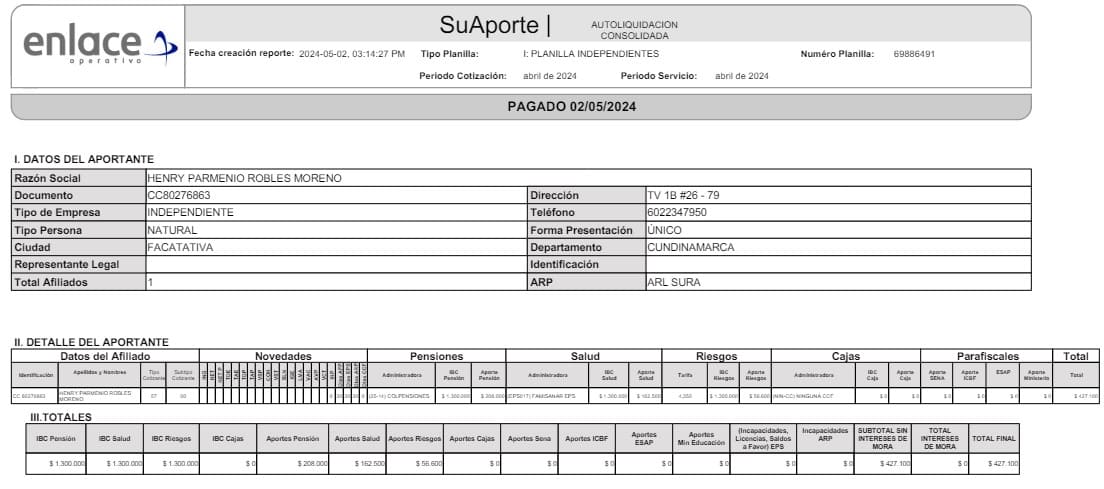 enlace
operativo
SuAporte |
AUTOLIQUIDACION
CONSOLIDADA
Fecha creación reporte: 2024-05-02, 03:14:27 PM Tipo Planilla: I: PLANILLA INDEPENDIENTES Numéro Planilla: 69886491
Periodo Cotización: abril de 2024 Periodo Servicio: abril de 2024
PAGADO 02/05/2024
I. DATOS DEL APORTANTE
Razón Social HENRY PARMENIO ROBLES MORENO
Documento CC80276863 Dirección TV 1B #26 - 79
Tipo de Empresa INDEPENDIENTE Teléfono 6022347950
Tipo Persona NATURAL Forma Presentación ÚNICO
Ciudad FACATATIVA Departamento CUNDINAMARCA
Representante Legal Identificación
Total Afiliados 1 ARP ARL SURA
II. DETALLE DEL APORTANTE
Datos del Afiliado Novedades Pensiones Salud Riesgos Cajas Parafiscales Total
Identificación Apellidos y Nombres Tipo Cotizante Subtipo Cotizante Administradora IBC Pensión Aporte Pensión Administradora IBC Salud Aporte Salud Tarifa IBC Riesgos Aporte Riesgos Administradora IBC Caja Aporte Caja Aporte SENA Aporte ICBF ESAP Aporte Ministerio Total
CC 80276863 HENRY PARMENIO ROBLES MORENO 57 00 (25-14) COLPENSIONES $ 1.300.000 $ 208.000 (EPS017) FAMISANAR EPS $ 1.300.000 $ 162.500 4,350 $ 1.300.000 $ 56.600 (NIN-CC) NINGUNA CCF $ 0 $ 0 $ 0 $ 0 $ 0 $ 0 $ 427.100
III.TOTALES
IBC Pensión IBC Salud IBC Riesgos IBC Cajas Aportes Pensión Aportes Salud Aportes Riesgos Aportes Cajas Aportes Sena Aportes ICBF Aportes ESAP Aportes Min Educación (Incapacidades, Licencias, Saldos a Favor) EPS Incapacidades ARP SUBTOTAL SIN INTERESES DE MORA TOTAL INTERESES DE MORA TOTAL FINAL
$ 1.300.000 $ 1.300.000 $ 1.300.000 $ 0 $ 208.000 $ 162.500 $ 56.600 $ 0 $ 0 $ 0 $ 0 $ 0 $ 0 $ 0 $ 427.100 $ 0 $ 427.100